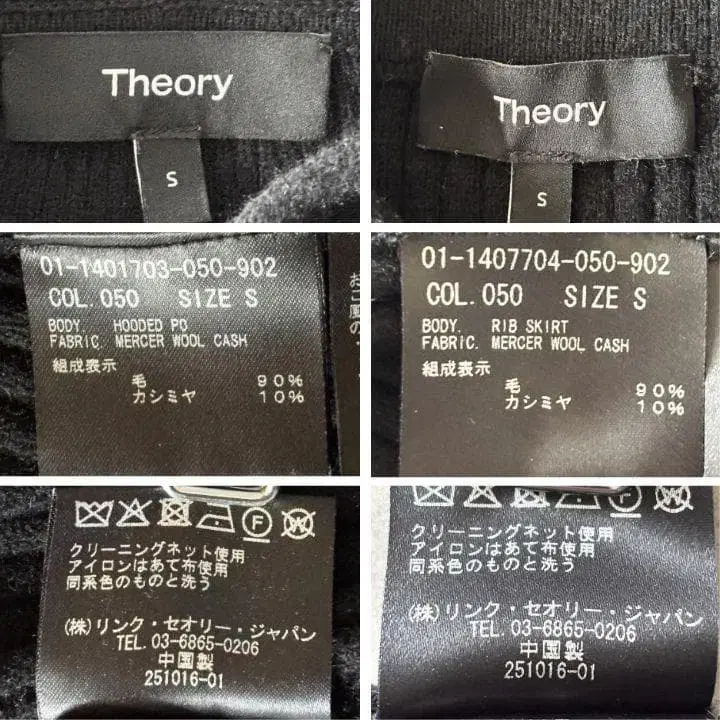 Theory
S
01-1401703-050-902
COL.050 SIZE S
BODY. HOODED PO
FABRIC. MERCER WOOL CASH
組成表示
毛 90%
カシミヤ 10%
クリーニングネット使用
アイロンはあて布使用
同系色のものと洗う
(株)リンク・セオリー・ジャパン
TEL.03-6865-0206
中国製
251016-01
Theory
S
01-1407704-050-902
COL.050 SIZE S
BODY. RIB SKIRT
FABRIC. MERCER WOOL CASH
組成表示
毛 90%
カシミヤ 10%
クリーニングネット使用
アイロンはあて布使用
同系色のものと洗う
(株)リンク・セオリー・ジャパン
TEL.03-6865-0206
中国製
251016-01